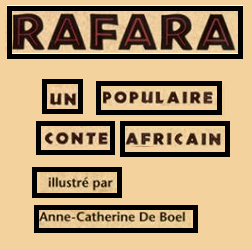 RAFARA
UN POPULAIRE
CONTE AFRICAIN
illustré par
Anne-Catherine De Boel